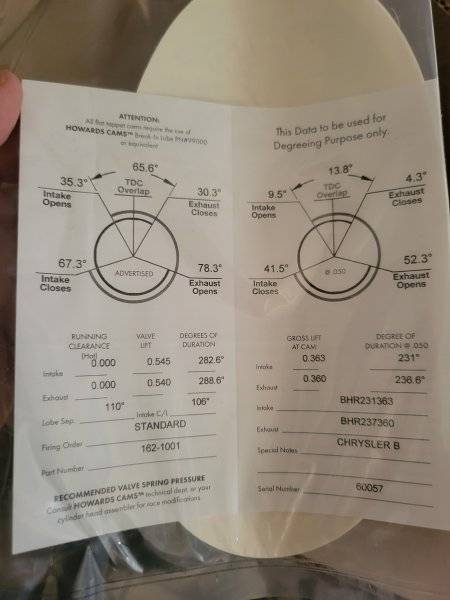 ATTENTION:
All flat tappet cams require the use of
HOWARDS CAMS™ Break-In Lube PN#99000
or equivalent
65.6°
35.3°
TDC
Overlap
30.3°
Intake
Opens
Exhaust
Closes
67.3°
ADVERTISED
78.3°
Intake
Closes
Exhaust
Opens
RUNNING
CLEARANCE
(Hot)
VALVE
LIFT
DEGREES OF
DURATION
Intake 0.000 0.545 282.6°
Exhaust 0.000 0.540 288.6°
Lobe Sep. 110° Intake C/L 106°
Firing Order STANDARD
Part Number 162-1001
RECOMMENDED VALVE SPRING PRESSURE
Consult HOWARDS CAMS™ technical dept. or your
cylinder head assembler for race modifications.
This Data to be used for
Degreeing Purpose only.
13.8°
9.5°
TDC
Overlap
4.3°
Intake
Opens
Exhaust
Closes
41.5°
@ .050
52.3°
Intake
Closes
Exhaust
Opens
GROSS LIFT
AT CAM
DEGREE OF
DURATION @ .050
Intake 0.363 231°
Exhaust 0.360 236.6°
Intake BHR231363
Exhaust BHR237360
Special Notes CHRYSLER B
Serial Number 60057